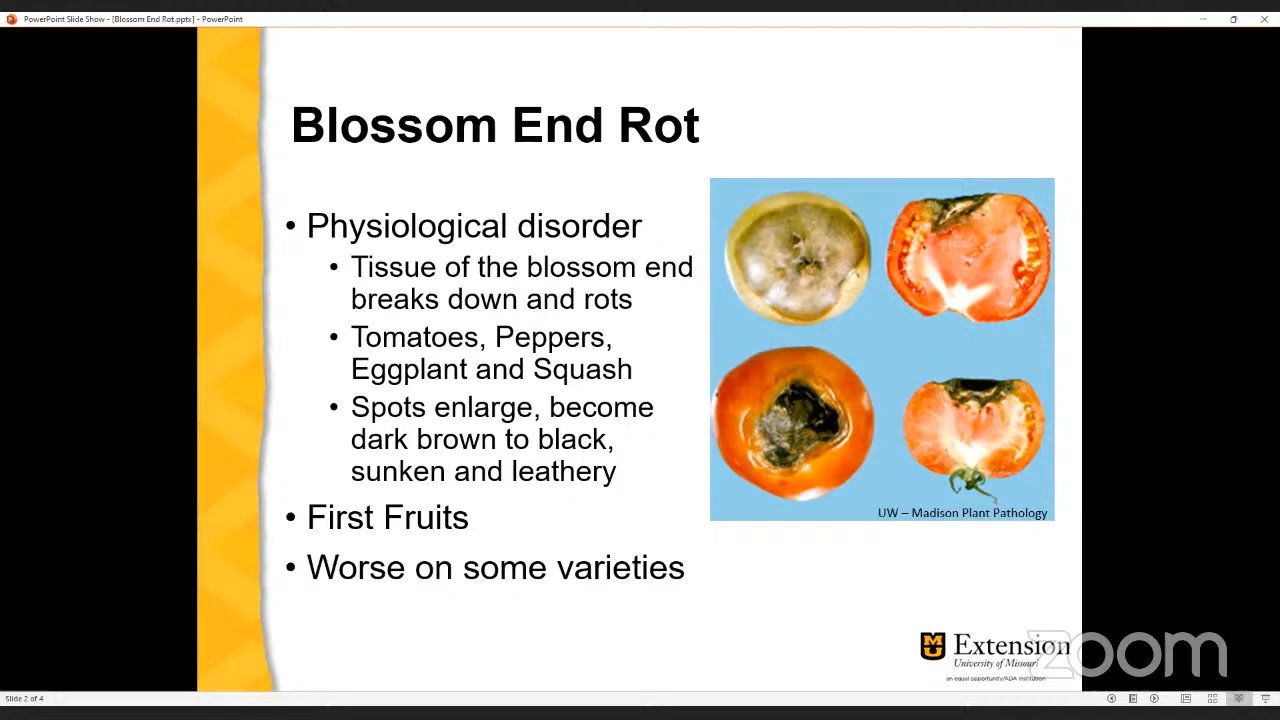 PowerPoint Slide Show - [Blossom End Rot.pptx] - PowerPoint
Blossom End Rot
• Physiological disorder
• Tissue of the blossom end
breaks down and rots
• Tomatoes, Peppers,
Eggplant and Squash
• Spots enlarge, become
dark brown to black,
sunken and leathery
• First Fruits
• Worse on some varieties
UW – Madison Plant Pathology
MU Extension
University of Missouri
an equal opportunity/ADA institution
zoom
Slide 2 of 4